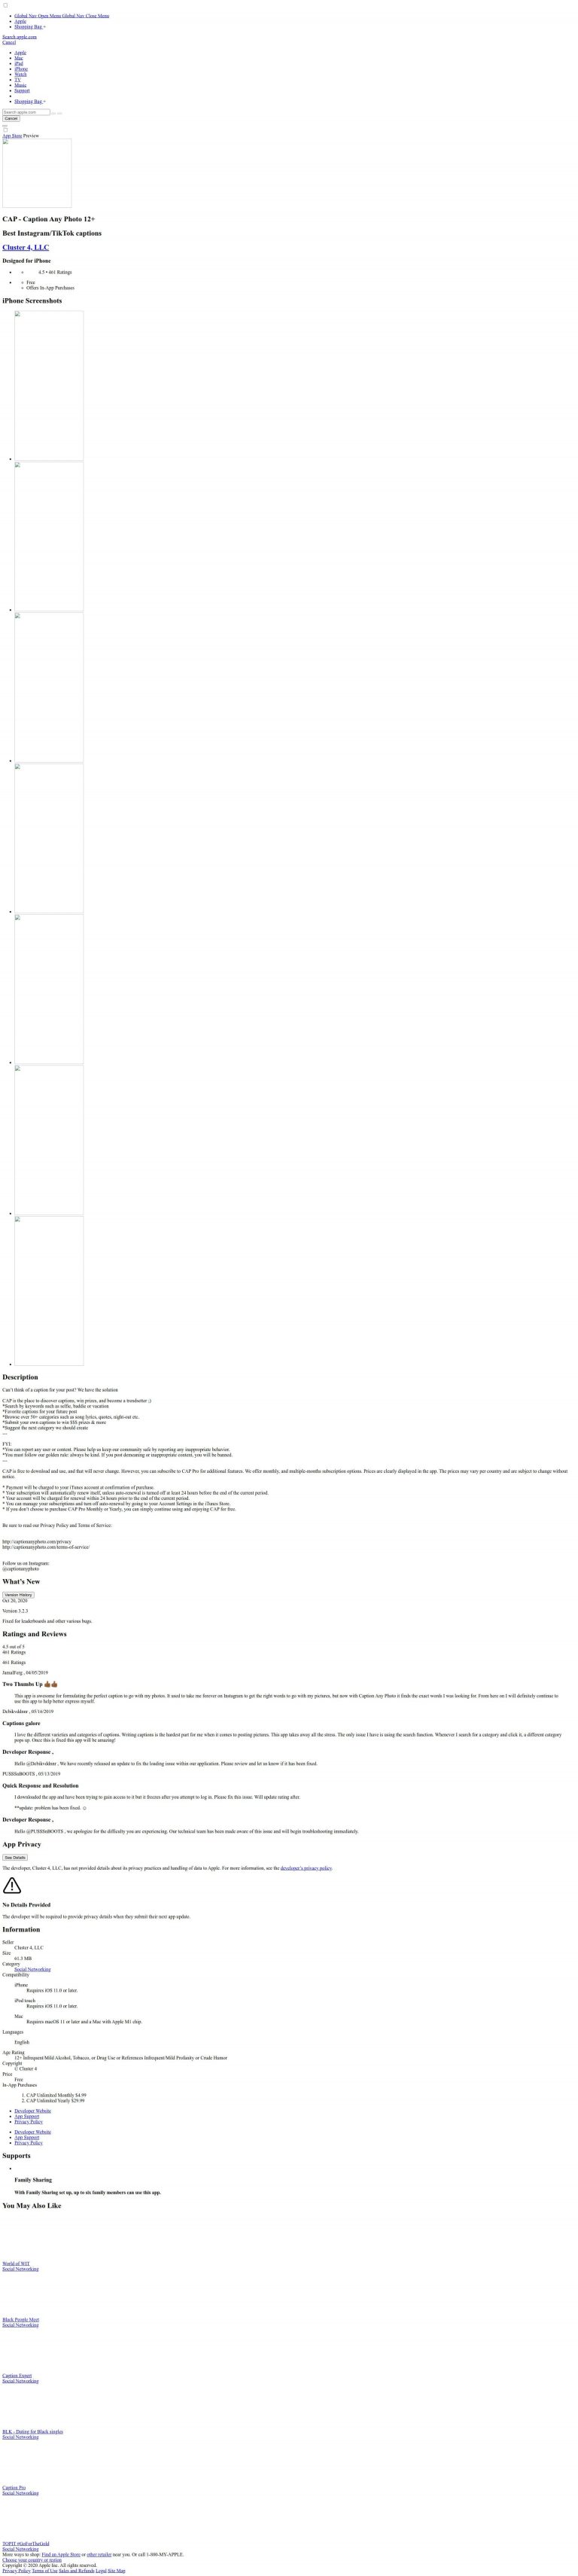 Global Nav Open Menu Global Nav Close Menu
Apple
Shopping Bag +
Search apple.com
Cancel
Apple
Mac
iPad
iPhone
Watch
TV
Music
Support
Shopping Bag +
Search apple.com
Cancel
App Store Preview
CAP - Caption Any Photo 12+
Best Instagram/TikTok captions
Cluster 4, LLC
Designed for iPhone
4.5 • 461 Ratings
Free
Offers In-App Purchases
iPhone Screenshots
Description
Can't think of a caption for your post? We have the solution
CAP is the place to discover captions, win prizes, and become a trendsetter ;)
*Search by keywords such as selfie, baddie or vacation
*Favorite captions for your future post
*Browse over 50+ categories such as song lyrics, quotes, night-out etc.
*Submit your own captions to win $$$ prizes & more
*Suggest the next category we should create
---
FYI:
*You can report any user or content. Please help us keep our community safe by reporting any inappropriate behavior.
*You must follow our golden rule: always be kind. If you post demeaning or inappropriate content, you will be banned.
---
CAP is free to download and use, and that will never change. However, you can subscribe to CAP Pro for additional features. We offer monthly, and multiple-months subscription options. Prices are clearly displayed in the app. The prices may vary per country and are subject to change without
notice.
* Payment will be charged to your iTunes account at confirmation of purchase.
* Your subscription will automatically renew itself, unless auto-renewal is turned off at least 24 hours before the end of the current period.
* Your account will be charged for renewal within 24 hours prior to the end of the current period.
* You can manage your subscriptions and turn off auto-renewal by going to your Account Settings in the iTunes Store.
* If you don't choose to purchase CAP Pro Monthly or Yearly, you can simply continue using and enjoying CAP for free.
Be sure to read our Privacy Policy and Terms of Service:
http://captionanyphoto.com/privacy
http://captionanyphoto.com/terms-of-service/
Follow us on Instagram:
@captionanyphoto
What's New
Version History
Oct 20, 2020
Version 3.2.3
Fixed for leaderboards and other various bugs.
Ratings and Reviews
4.5 out of 5
461 Ratings
461 Ratings
JamalFoig , 04/05/2019
Two Thumbs Up 👍🏾👍🏾
This app is awesome for formulating the perfect caption to go with my photos. It used to take me forever on Instagram to get the right words to go with my pictures, but now with Caption Any Photo it finds the exact words I was looking for. From here on I will definitely continue to
use this app to help better express myself.
Debikvaldear , 05/16/2019
Captions galore
I love the different varieties and categories of captions. Writing captions is the hardest part for me when it comes to posting pictures. This app takes away all the stress. The only issue I have is using the search function. Whenever I search for a category and click it, a different category
pops up. Once this is fixed this app will be amazing!
Developer Response ,
Hello @Debikvaldear , We have recently released an update to fix the loading issue within our application. Please review and let us know if it has been fixed.
PUSSSnBOOTS , 05/13/2019
Quick Response and Resolution
I downloaded the app and have been trying to gain access to it but it freezes after you attempt to log in. Please fix this issue. Will update rating after.
**update: problem has been fixed. ☺
Developer Response ,
Hello @PUSSSnBOOTS , we apologize for the difficulty you are experiencing. Our technical team has been made aware of this issue and will begin troubleshooting immediately.
App Privacy
See Details
The developer, Cluster 4, LLC, has not provided details about its privacy practices and handling of data to Apple. For more information, see the developer's privacy policy.
No Details Provided
The developer will be required to provide privacy details when they submit their next app update.
Information
Seller
Cluster 4, LLC
Size
61.3 MB
Category
Social Networking
Compatibility
iPhone
Requires iOS 11.0 or later.
iPod touch
Requires iOS 11.0 or later.
Mac
Requires macOS 11 or later and a Mac with Apple M1 chip.
Languages
English
Age Rating
12+ Infrequent/Mild Alcohol, Tobacco, or Drug Use or References Infrequent/Mild Profanity or Crude Humor
Copyright
© Cluster 4
Price
Free
In-App Purchases
1. CAP Unlimited Monthly $4.99
2. CAP Unlimited Yearly $29.99
Developer Website
App Support
Privacy Policy
Developer Website
App Support
Privacy Policy
Supports
Family Sharing
With Family Sharing set up, up to six family members can use this app.
You May Also Like
World of WIT
Social Networking
Black People Meet
Social Networking
Caption Expert
Social Networking
BLK - Dating for Black singles
Social Networking
Caption Pro
Social Networking
TOPIT #GoForTheGold
Social Networking
More ways to shop: Find an Apple Store or other retailer near you. Or call 1-800-MY-APPLE.
Choose your country or region
Copyright © 2020 Apple Inc. All rights reserved.
Privacy Policy Terms of Use Sales and Refunds Legal Site Map